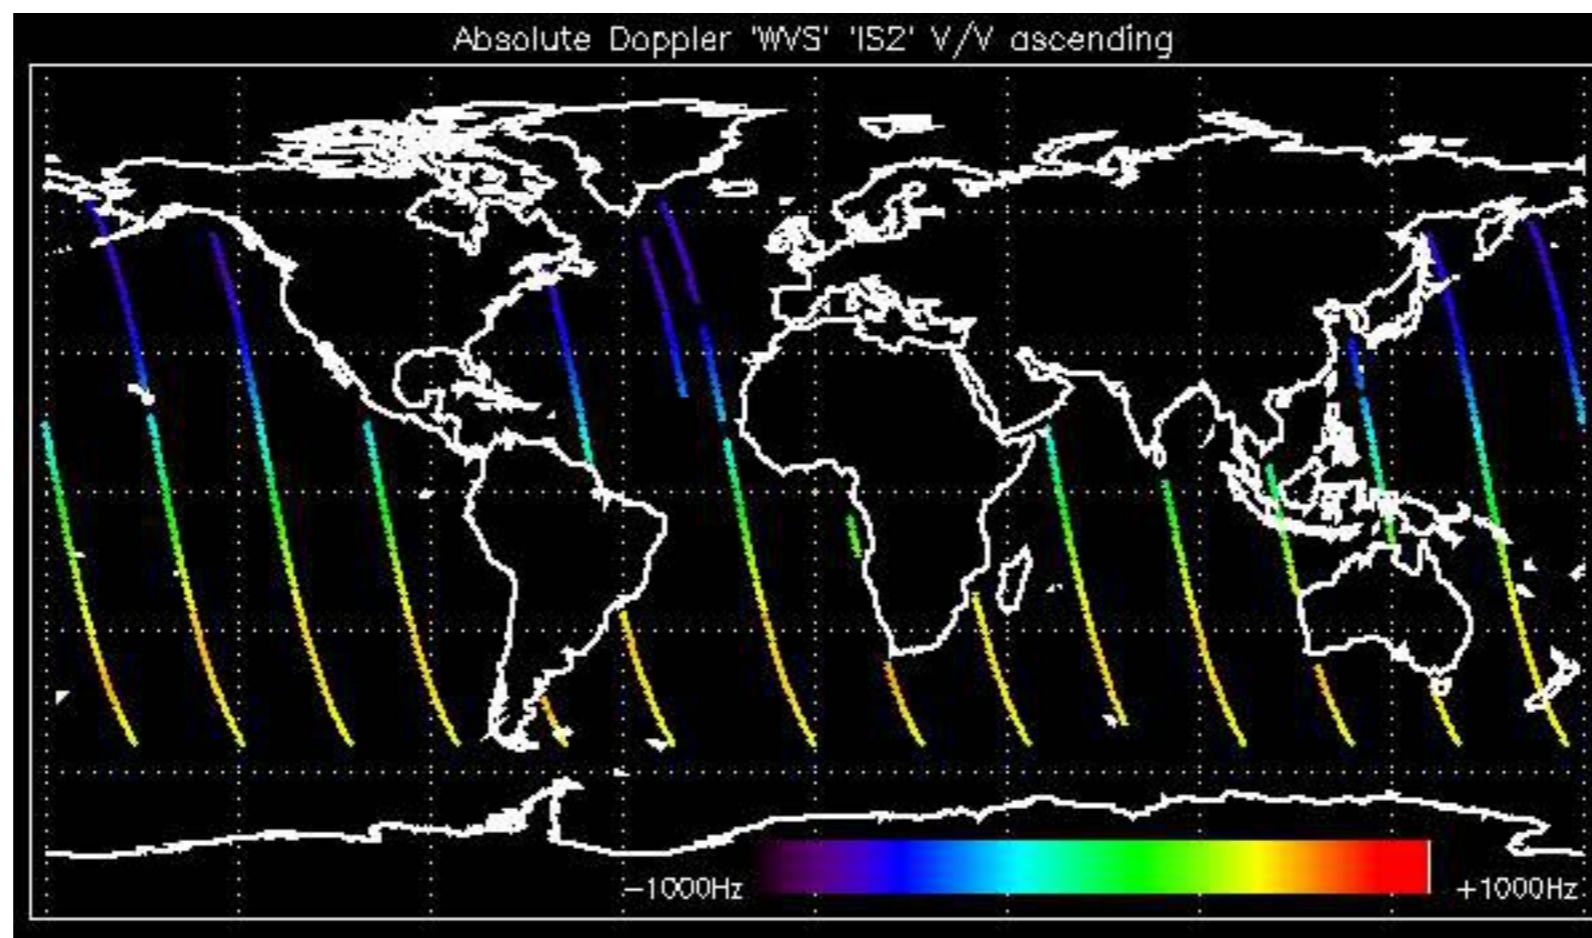 Absolute Doppler 'WVS' 'IS2' V/V ascending
-1000Hz +1000Hz